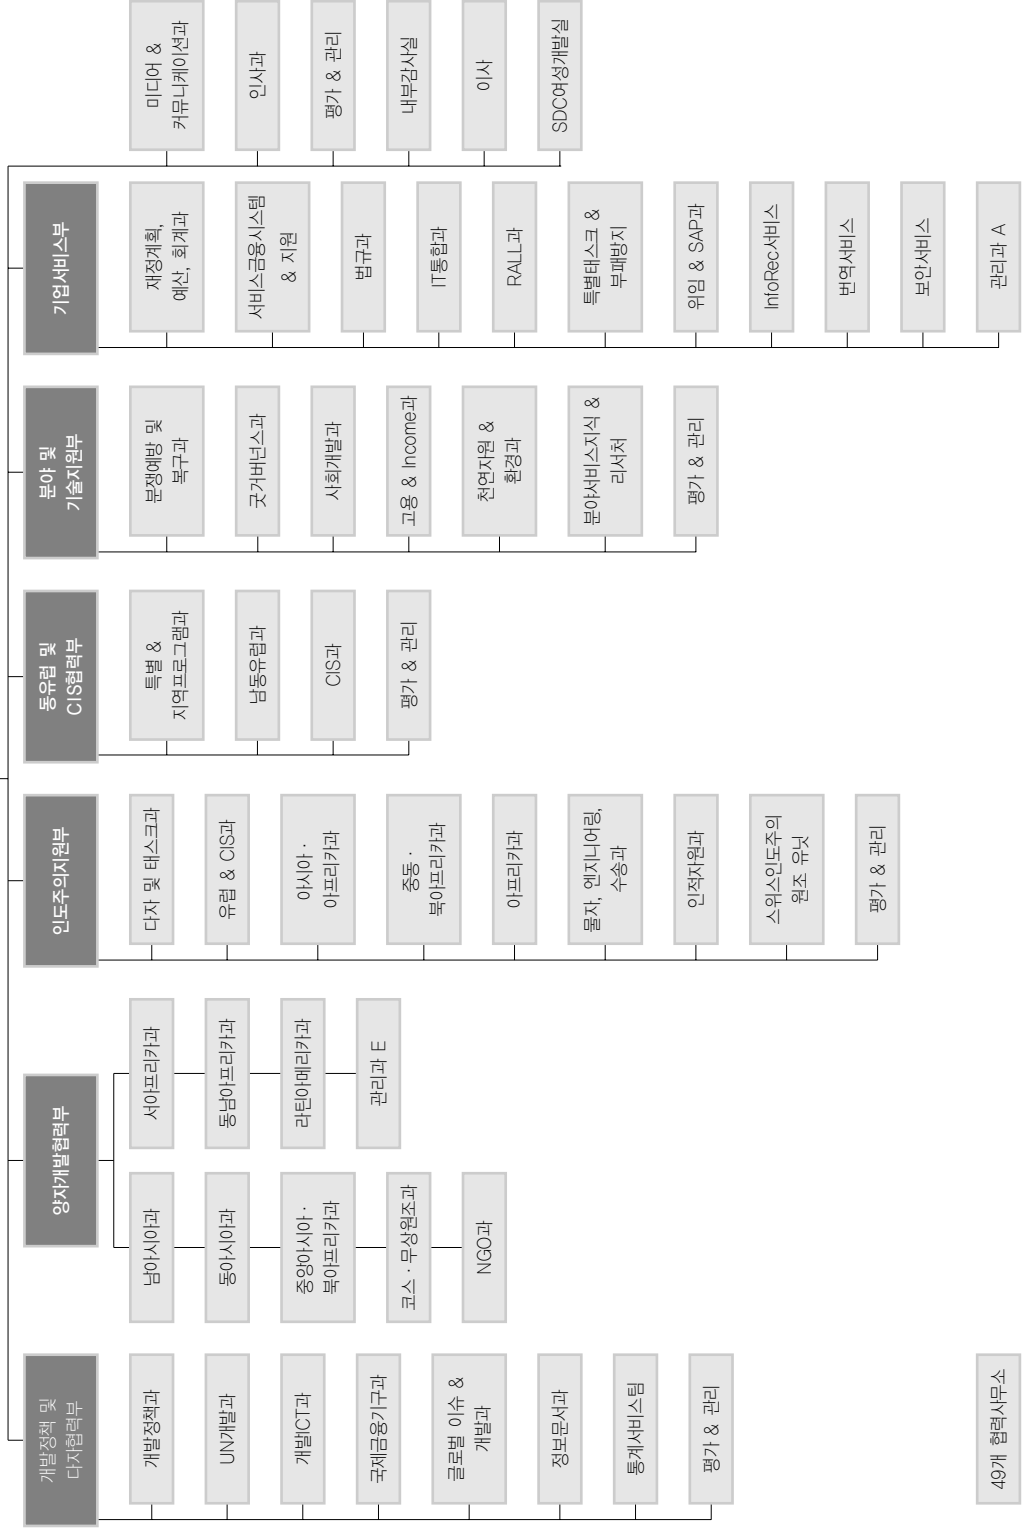 개발정책 및
다자협력부
개발정책과
UN개발과
개발ICT과
국제금융기구과
글로벌 이슈 &
개발과
정보문서과
통계서비스팀
평가 & 관리
49개 협력사무소
양자개발협력부
남아시아과
동아시아과
중앙아시아·
북아프리카과
코스·무상원조과
NGO과
서아프리카과
동남아프리카과
라틴아메리카과
관리과 E
인도주의지원부
다자 및 태스크과
유럽 & CIS과
아시아·
아프리카과
중동·
북아프리카과
아프리카과
물자, 엔지니어링,
수송과
인적자원과
스위스인도주의
원조 유닛
평가 & 관리
동유럽 및
CIS협력부
특별 &
지역프로그램과
남동유럽과
CIS과
평가 & 관리
분야 및
기술지원부
분쟁예방 및
복구과
굿거버넌스과
사회개발과
고용 & Income과
천연자원 &
환경과
분야서비스지식 &
리서처
평가 & 관리
기업서비스부
재정계획,
예산, 회계과
서비스금융시스템
& 지원
법규과
IT통합과
RALL과
특별태스크 &
부패방지
위임 & SAP과
InfoRec서비스
번역서비스
보안서비스
관리과 A
미디어 &
커뮤니케이션과
인사과
평가 & 관리
내부감사실
이사
SDC여성개발실